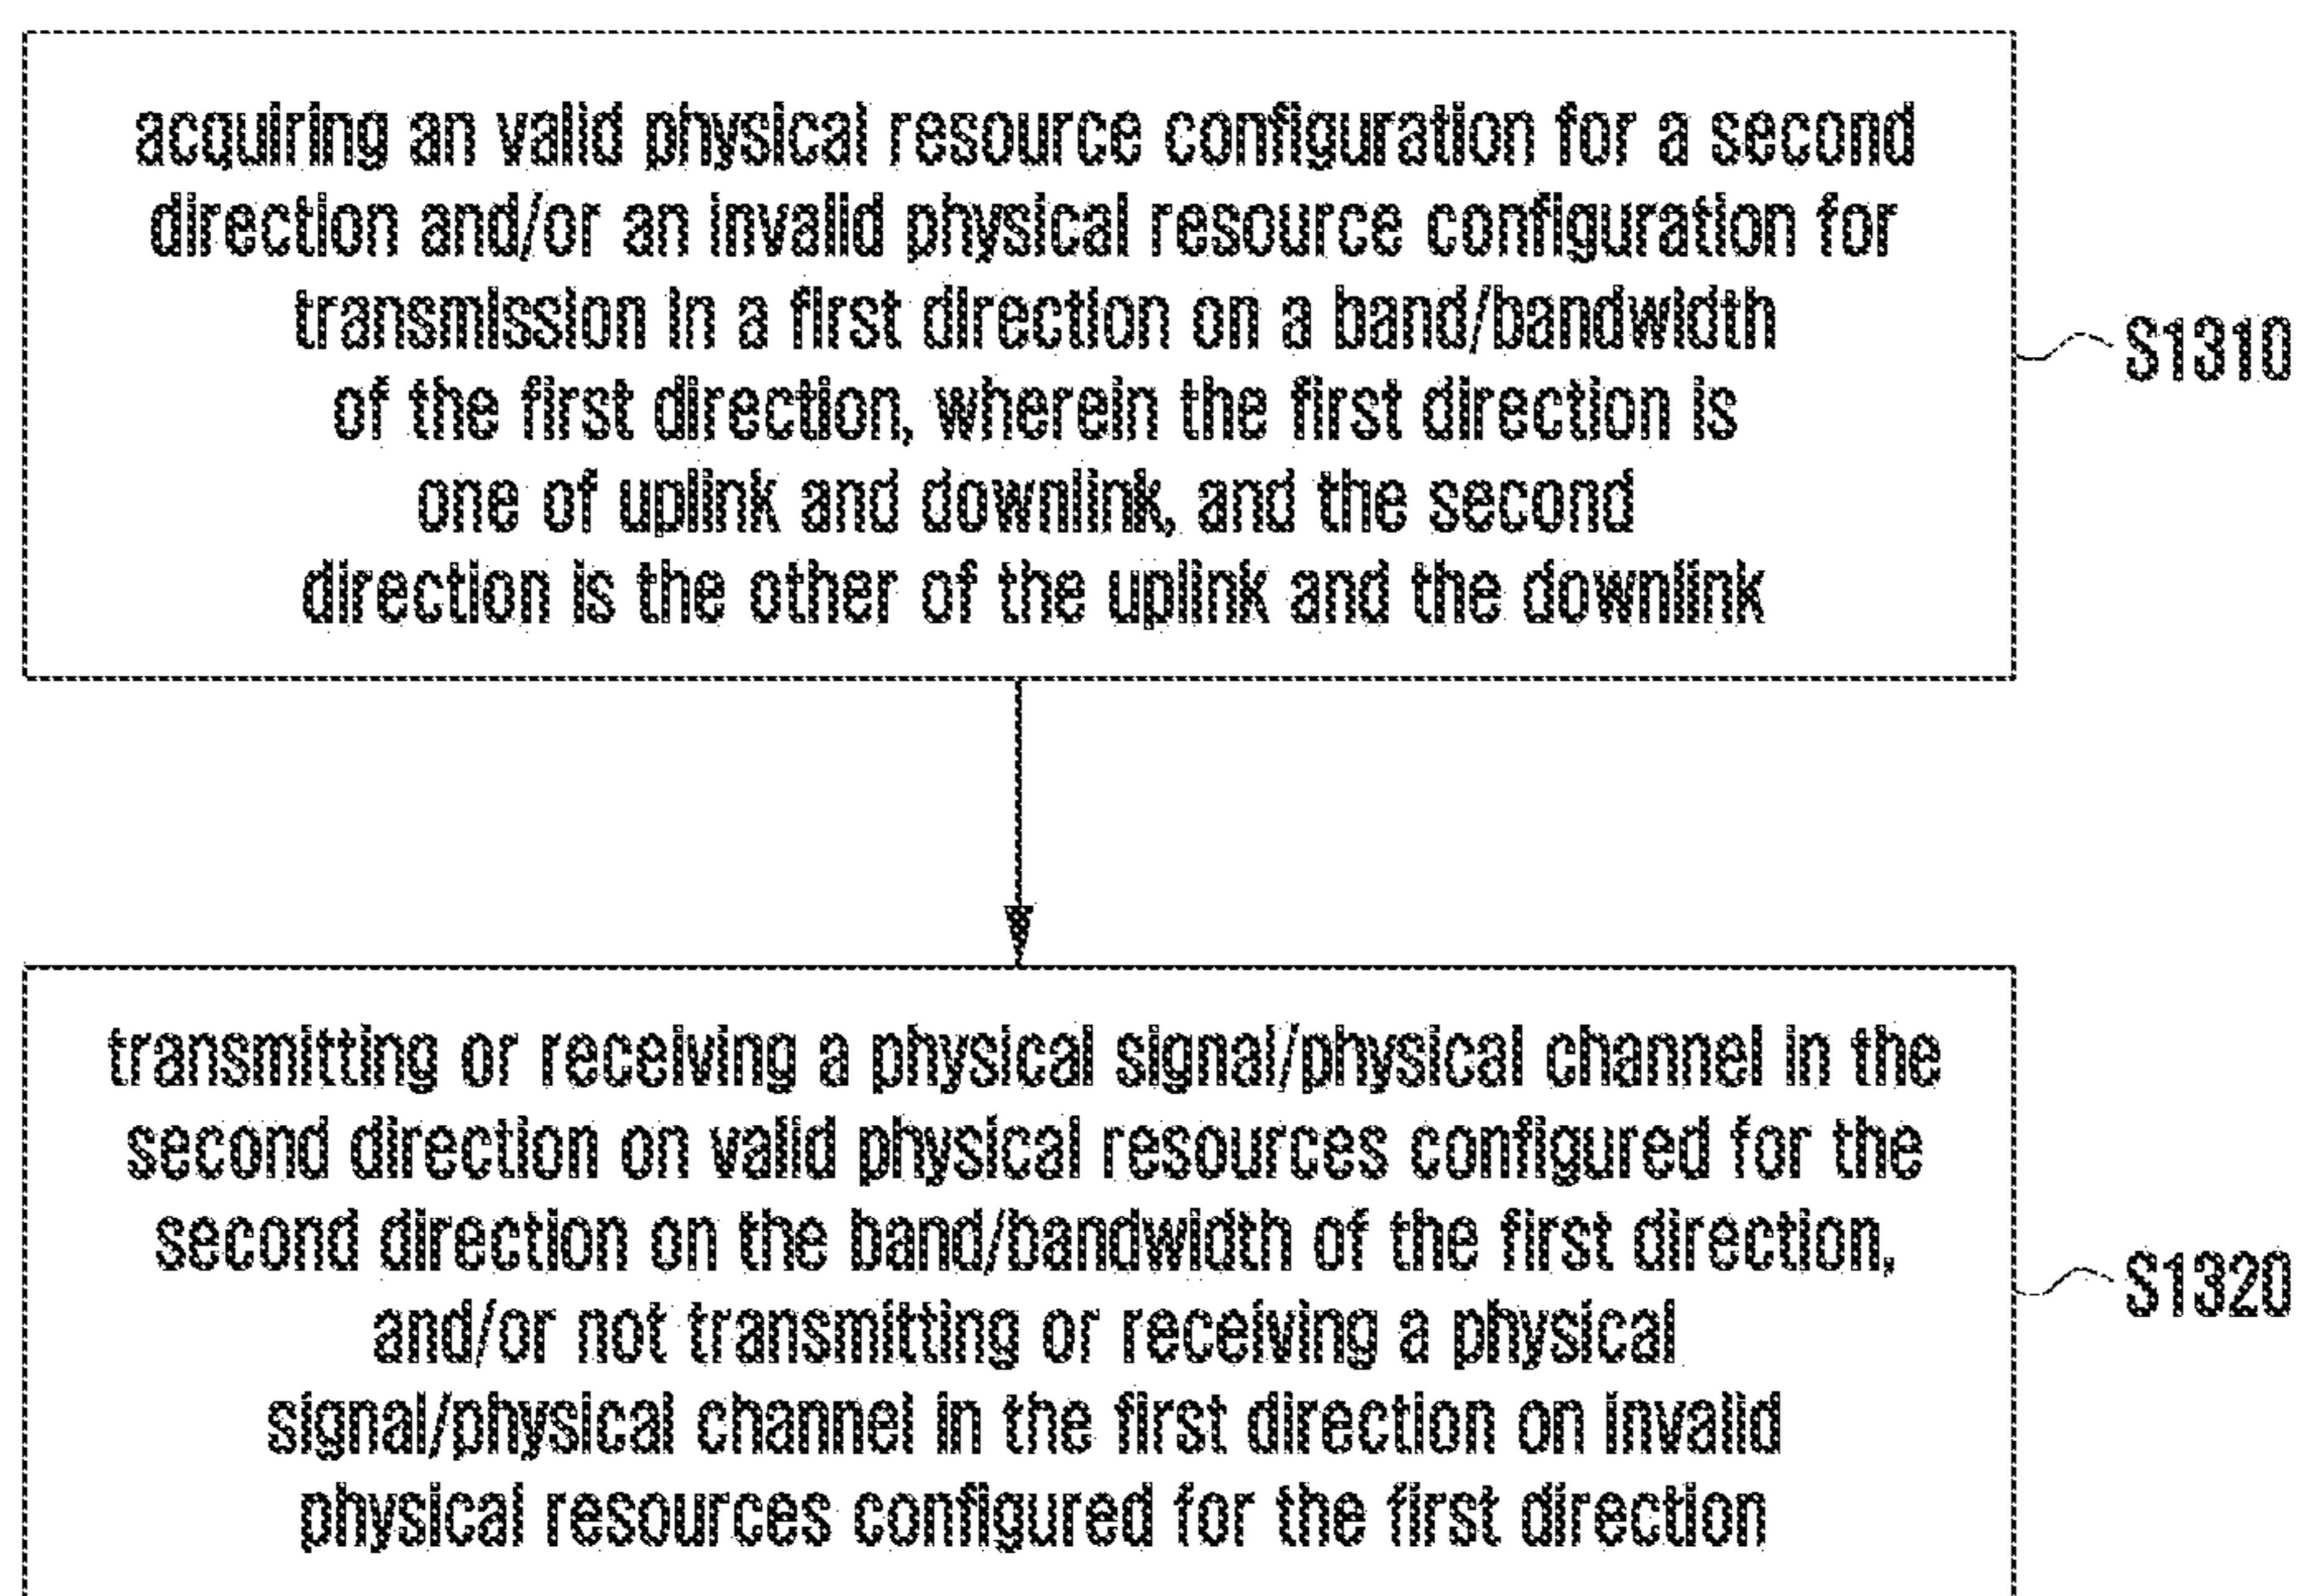 acquiring an valid physical resource configuration for a second
direction and/or an invalid physical resource configuration for
transmission in a first direction on a band/bandwidth
of the first direction, wherein the first direction is
one of uplink and downlink, and the second
direction is the other of the uplink and the downlink
S1310
transmitting or receiving a physical signal/physical channel in the
second direction on valid physical resources configured for the
second direction on the band/bandwidth of the first direction,
and/or not transmitting or receiving a physical
signal/physical channel in the first direction on invalid
physical resources configured for the first direction
S1320